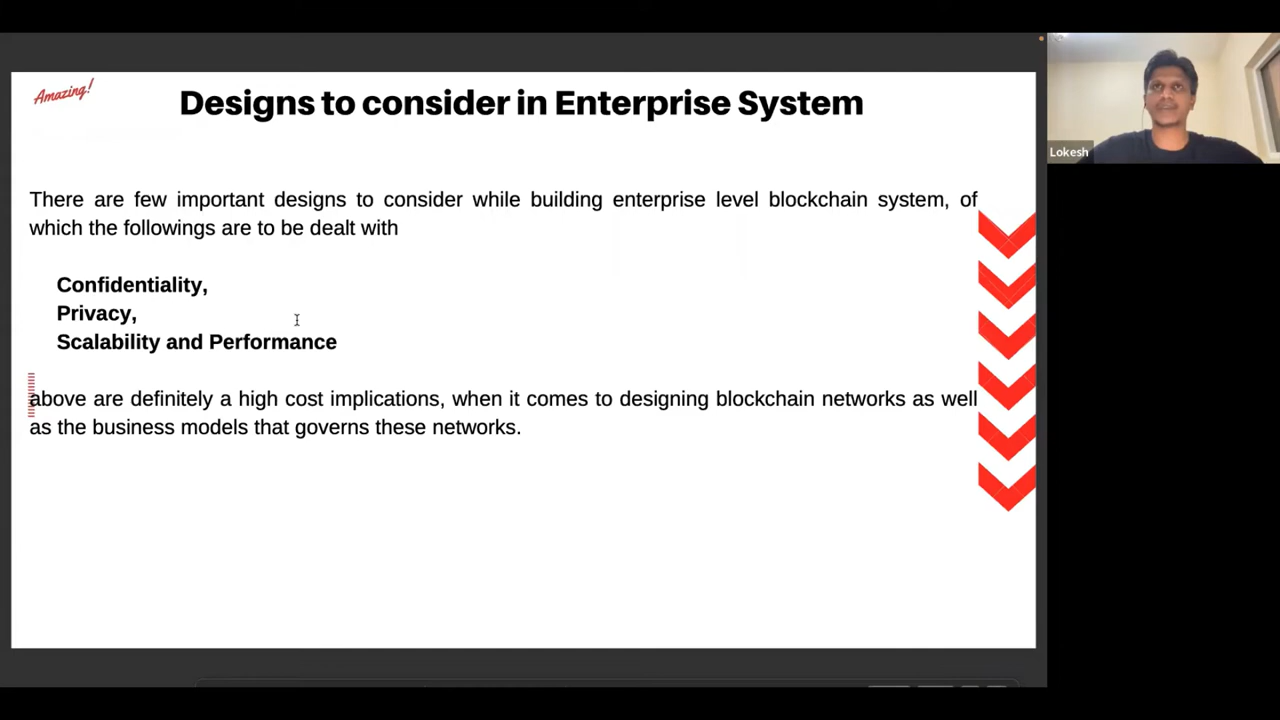 Amazing!
Designs to consider in Enterprise System
Lokesh
There are few important designs to consider while building enterprise level blockchain system, of
which the followings are to be dealt with
Confidentiality,
Privacy,
Scalability and Performance
above are definitely a high cost implications, when it comes to designing blockchain networks as well
as the business models that governs these networks.